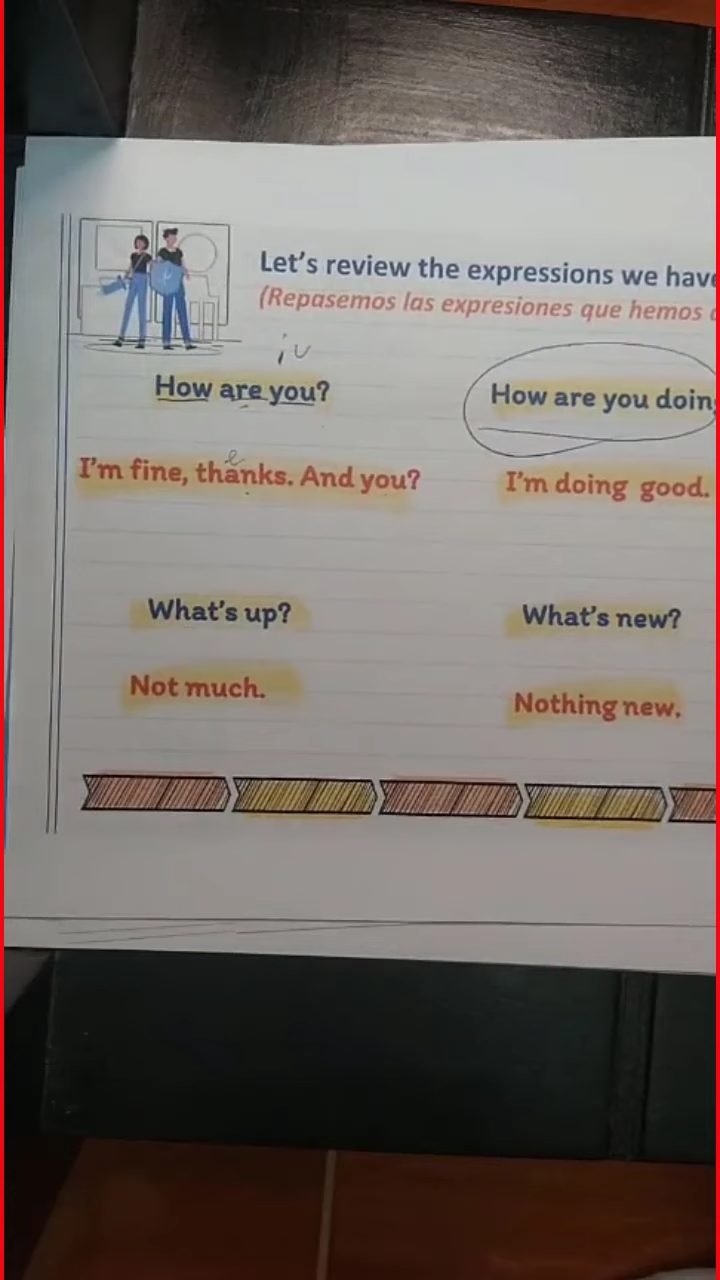 Let's review the expressions we have
(Repasemos las expresiones que hemos
iu
How are you?
How are you doin
e
I'm fine, thanks. And you?
I'm doing good.
What's up?
What's new?
Not much.
Nothing new.